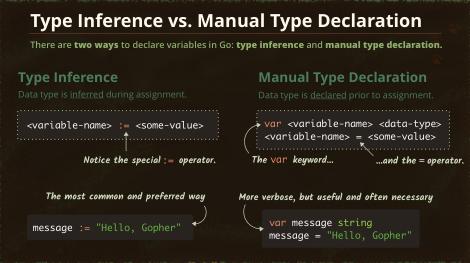 Type Inference vs. Manual Type Declaration
There are two ways to declare variables in Go: type inference and manual type declaration.
Type Inference
Data type is inferred during assignment.
<variable-name> := <some-value>
Notice the special := operator.
The most common and preferred way
message := "Hello, Gopher"
Manual Type Declaration
Data type is declared prior to assignment.
var <variable-name> <data-type>
<variable-name> = <some-value>
The var keyword...
...and the = operator.
More verbose, but useful and often necessary
var message string
message = "Hello, Gopher"